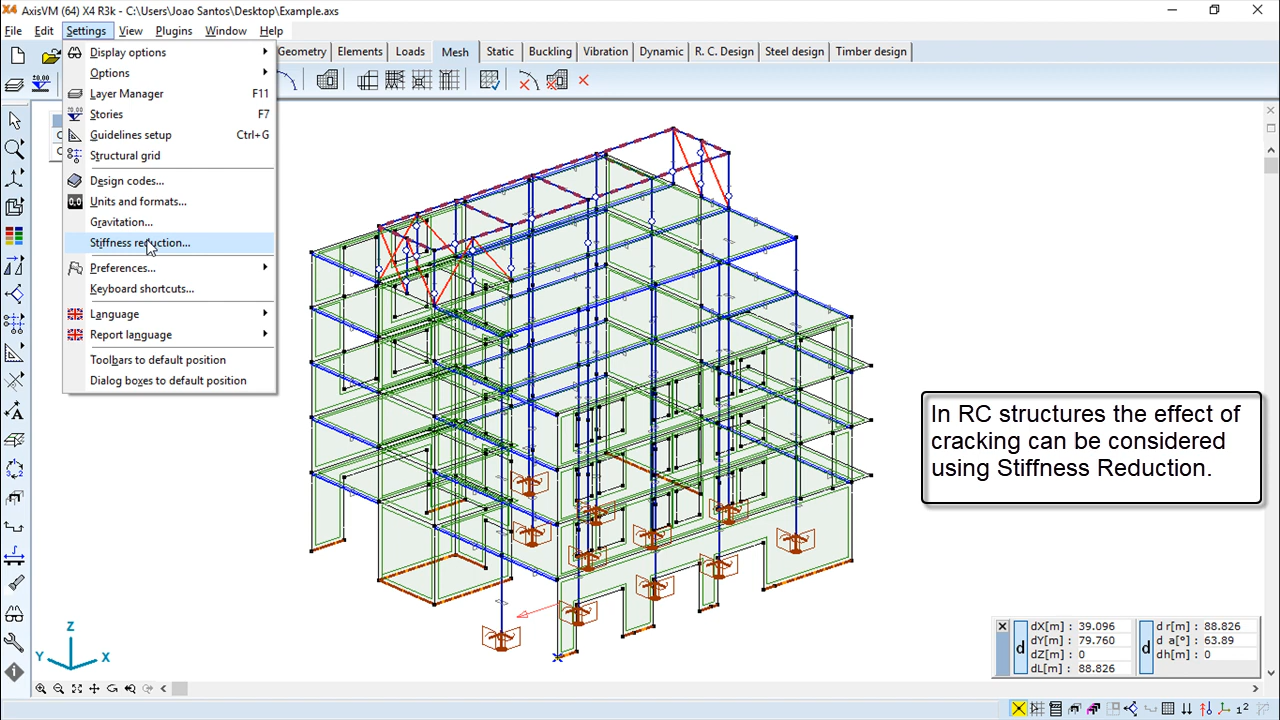 X4 AxisVM (64) X4 R3k - C:\Users\Joao Santos\Desktop\Example.axs
File Edit Settings View Plugins Window Help
Display options
Options
Layer Manager F11
Stories F7
Guidelines setup Ctrl+G
Structural grid
Design codes...
Units and formats...
Gravitation...
Stiffness reduction...
Preferences...
Keyboard shortcuts...
Language
Report language
Toolbars to default position
Dialog boxes to default position
Geometry Elements Loads Mesh Static Buckling Vibration Dynamic R. C. Design Steel design Timber design
In RC structures the effect of
cracking can be considered
using Stiffness Reduction.
Z
Y X
d
dX[m] : 39.096
dY[m] : 79.760
dZ[m] : 0
dL[m] : 88.826
d
d r[m] : 88.826
d a[°] : 63.89
dh[m] : 0